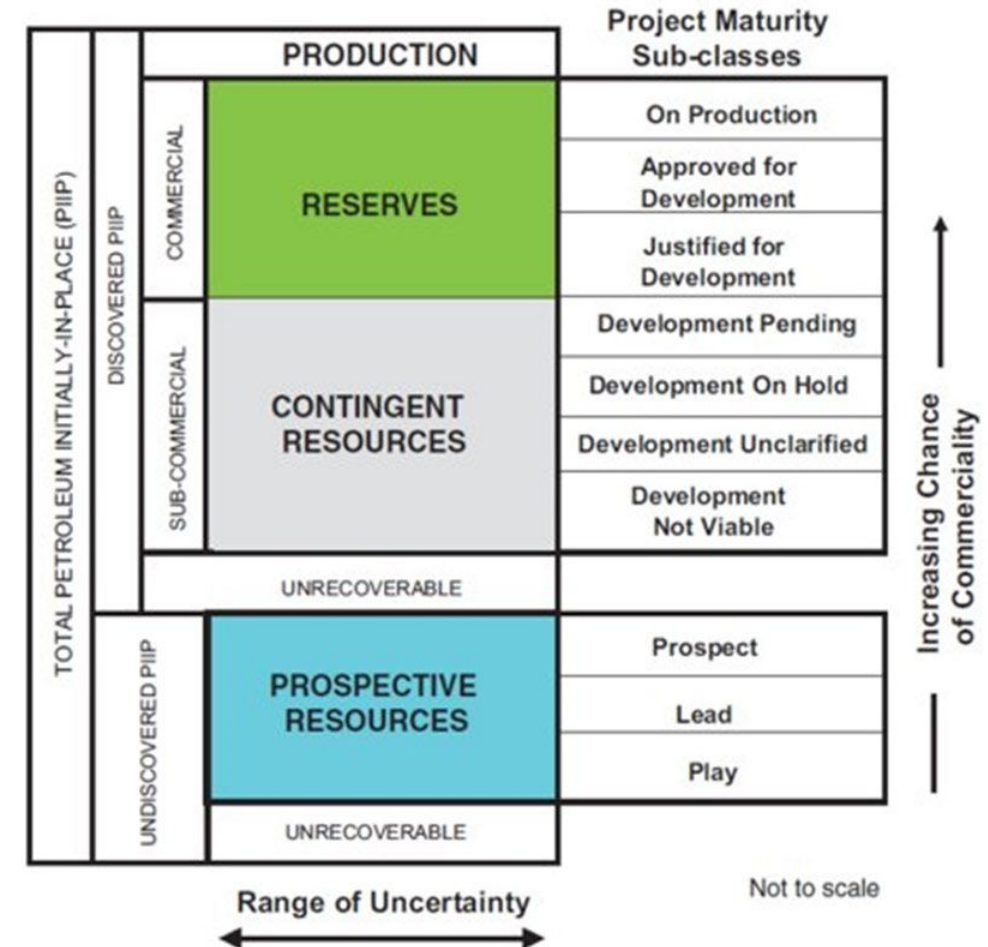 Project Maturity
Sub-classes
PRODUCTION
TOTAL PETROLEUM INITIALLY-IN-PLACE (PIIP)
DISCOVERED PIIP
COMMERCIAL
RESERVES
On Production
Approved for
Development
Justified for
Development
SUB-COMMERCIAL
CONTINGENT
RESOURCES
Development Pending
Development On Hold
Development Unclarified
Development
Not Viable
UNRECOVERABLE
UNDISCOVERED PIIP
PROSPECTIVE
RESOURCES
Prospect
Lead
Play
UNRECOVERABLE
Increasing Chance
of Commerciality
Range of Uncertainty
Not to scale